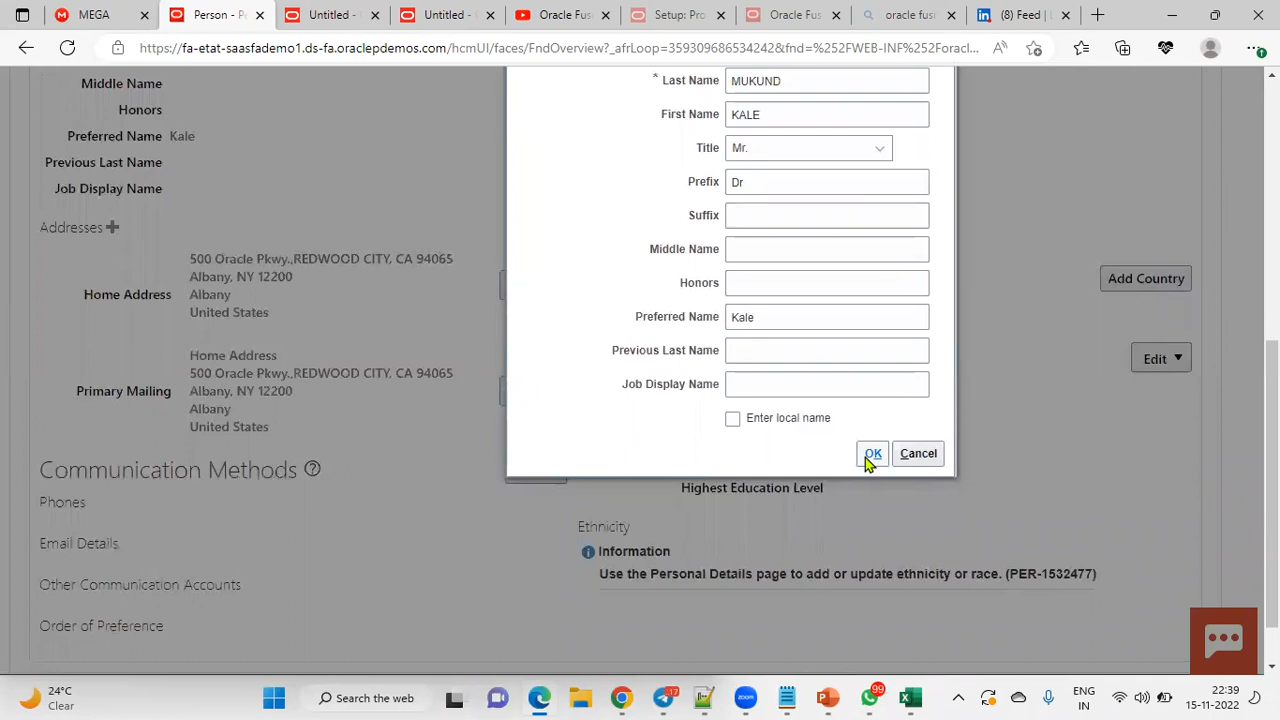 MEGA
Person - P
Untitled -
Untitled -
Oracle Fus
Setup: Pro
Oracle Fus
oracle fus
(8) Feed | L
https://fa-etat-saasfademo1.ds-fa.oraclepdemos.com/hcmUI/faces/FndOverview?_afrLoop=35930966534242&fnd=%252FWEB-INF%252Foracl...
Middle Name
Honors
Preferred Name Kale
Previous Last Name
Job Display Name
Addresses
Home Address
500 Oracle Pkwy.,REDWOOD CITY, CA 94065
Albany, NY 12200
Albany
United States
Primary Mailing
Home Address
500 Oracle Pkwy.,REDWOOD CITY, CA 94065
Albany, NY 12200
Albany
United States
Communication Methods
Phones
Email Details
Other Communication Accounts
Order of Preference
* Last Name MUKUND
First Name KALE
Title Mr.
Prefix Dr
Suffix
Middle Name
Honors
Preferred Name Kale
Previous Last Name
Job Display Name
Enter local name
OK Cancel
Add Country
Edit
Highest Education Level
Ethnicity
Information
Use the Personal Details page to add or update ethnicity or race. (PER-1532477)
24°C
Clear
Search the web
17
99
ENG
IN
22:39
15-11-2022